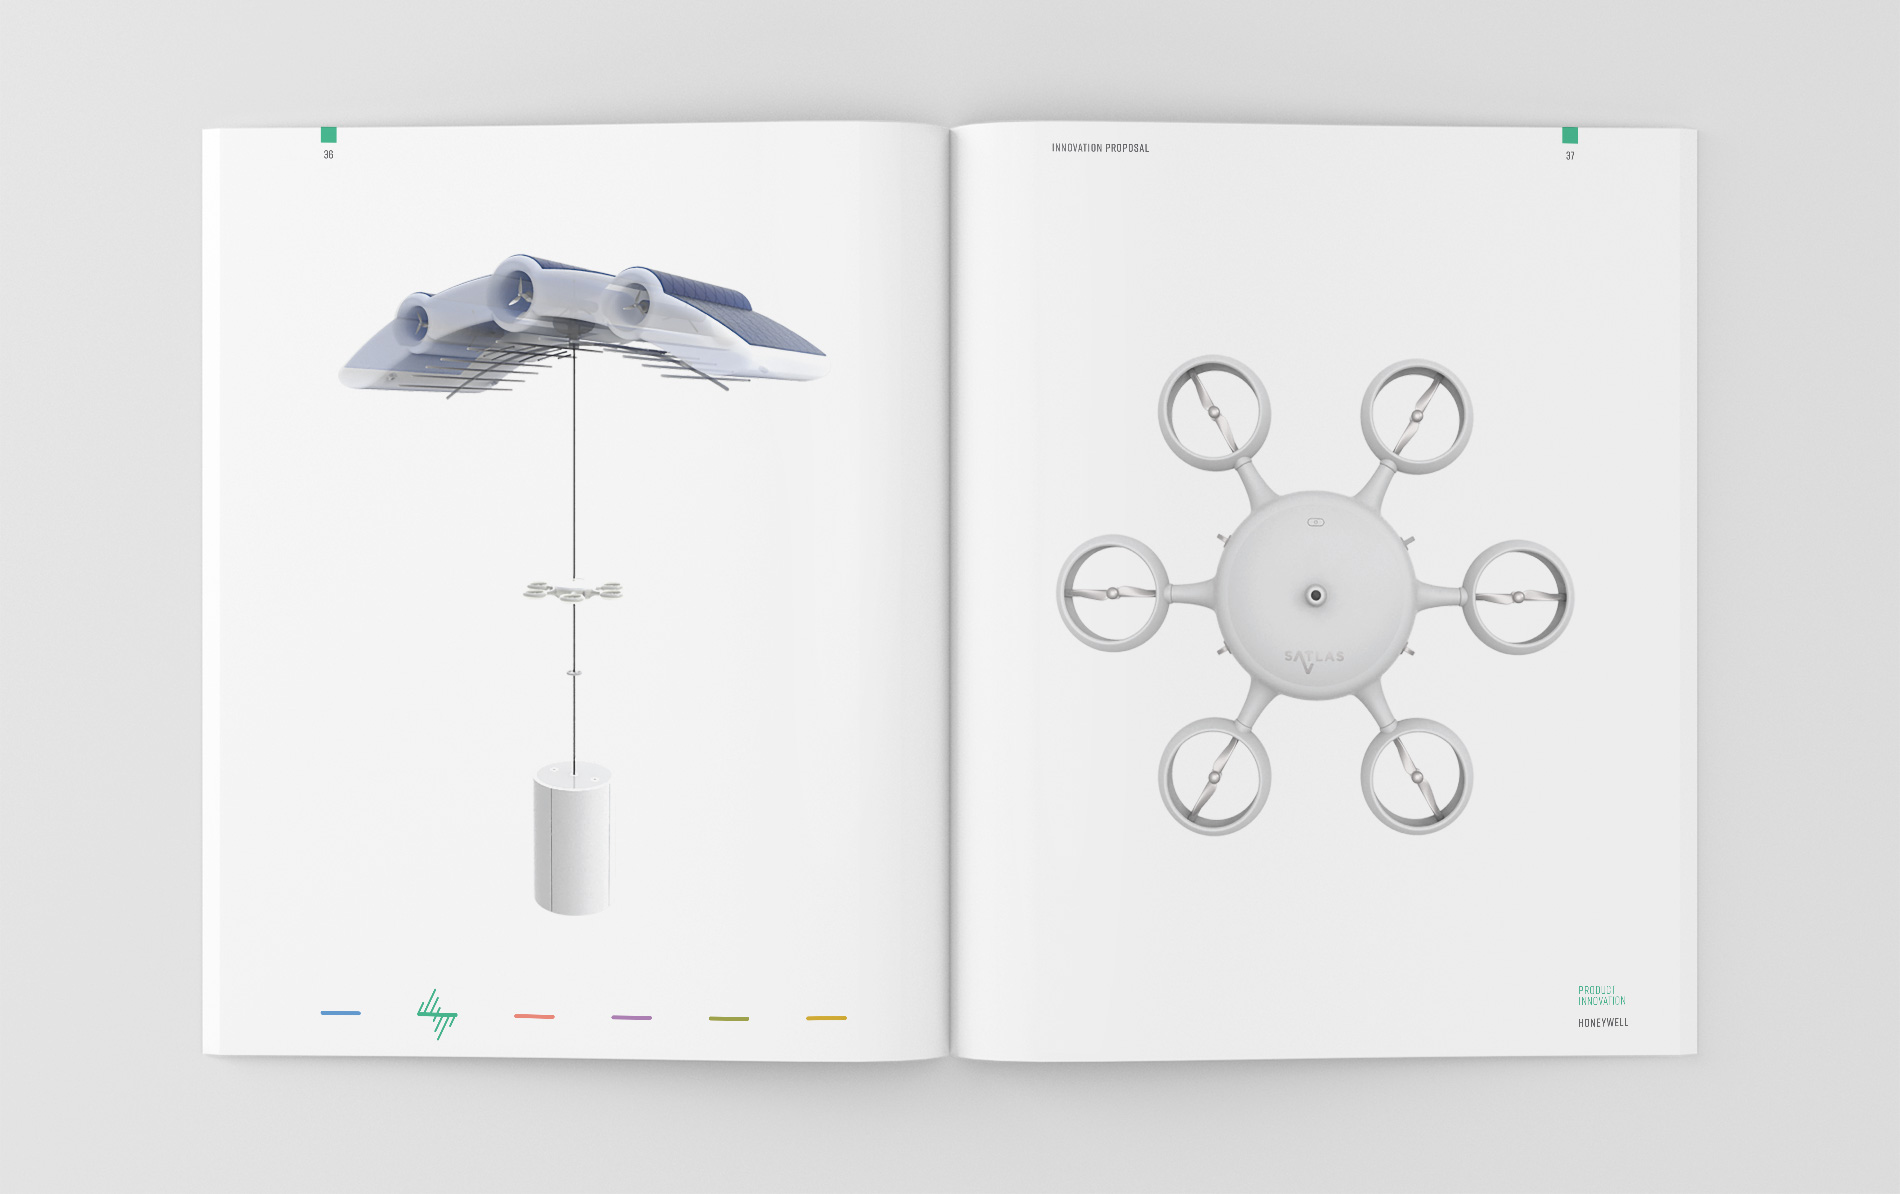 36
INNOVATION PROPOSAL
37
SATLAS
PRODUCT
INNOVATION
HONEYWELL